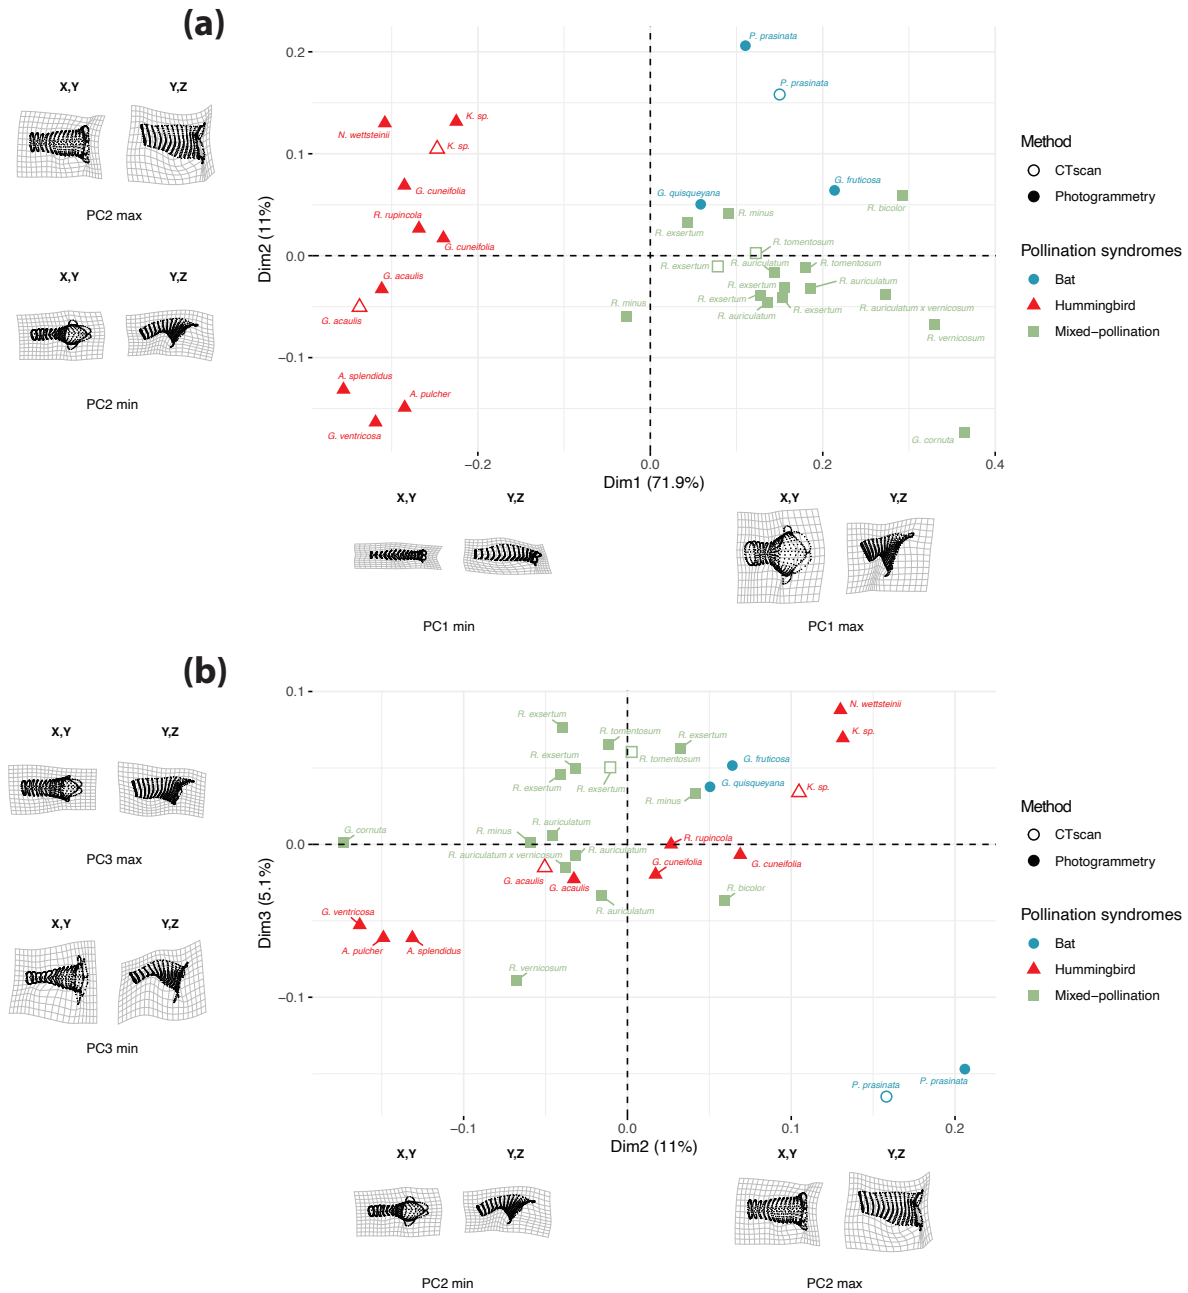 (a)
X,Y
Y,Z
PC2 max
X,Y
Y,Z
PC2 min
Dim2 (11%)
0.2
0.1
0.0
−0.1
P. prasinata
P. prasinata
N. wettsteinii
K. sp.
K. sp.
G. cuneifolia
R. rupincola
G. cuneifolia
G. acaulis
G. acaulis
A. splendidus
A. pulcher
G. ventricosa
G. quisqueyana
G. fruticosa
R. bicolor
R. minus
R. exsertum
R. tomentosum
R. exsertum
R. auriculatum
R. tomentosum
R. exsertum
R. auriculatum
R. exsertum
R. auriculatum
R. exsertum
R. auriculatum x vernicosum
R. minus
R. vernicosum
G. cornuta
−0.2
0.0
0.2
0.4
Dim1 (71.9%)
Method
CTscan
Photogrammetry
Pollination syndromes
Bat
Hummingbird
Mixed−pollination
X,Y
Y,Z
PC1 min
X,Y
Y,Z
PC1 max
(b)
X,Y
Y,Z
PC3 max
X,Y
Y,Z
PC3 min
Dim3 (5.1%)
0.1
0.0
−0.1
N. wettsteinii
K. sp.
R. exsertum
R. tomentosum
R. exsertum
R. tomentosum
G. fruticosa
R. exsertum
G. quisqueyana
K. sp.
R. exsertum
R. exsertum
R. minus
G. cornuta
R. minus
R. auriculatum
R. rupincola
R. auriculatum x vernicosum
R. auriculatum
G. cuneifolia
G. cuneifolia
G. acaulis
G. acaulis
R. bicolor
R. auriculatum
G. ventricosa
A. pulcher
A. splendidus
R. vernicosum
P. prasinata
P. prasinata
−0.1
0.0
0.1
0.2
Dim2 (11%)
Method
CTscan
Photogrammetry
Pollination syndromes
Bat
Hummingbird
Mixed−pollination
X,Y
Y,Z
PC2 min
X,Y
Y,Z
PC2 max